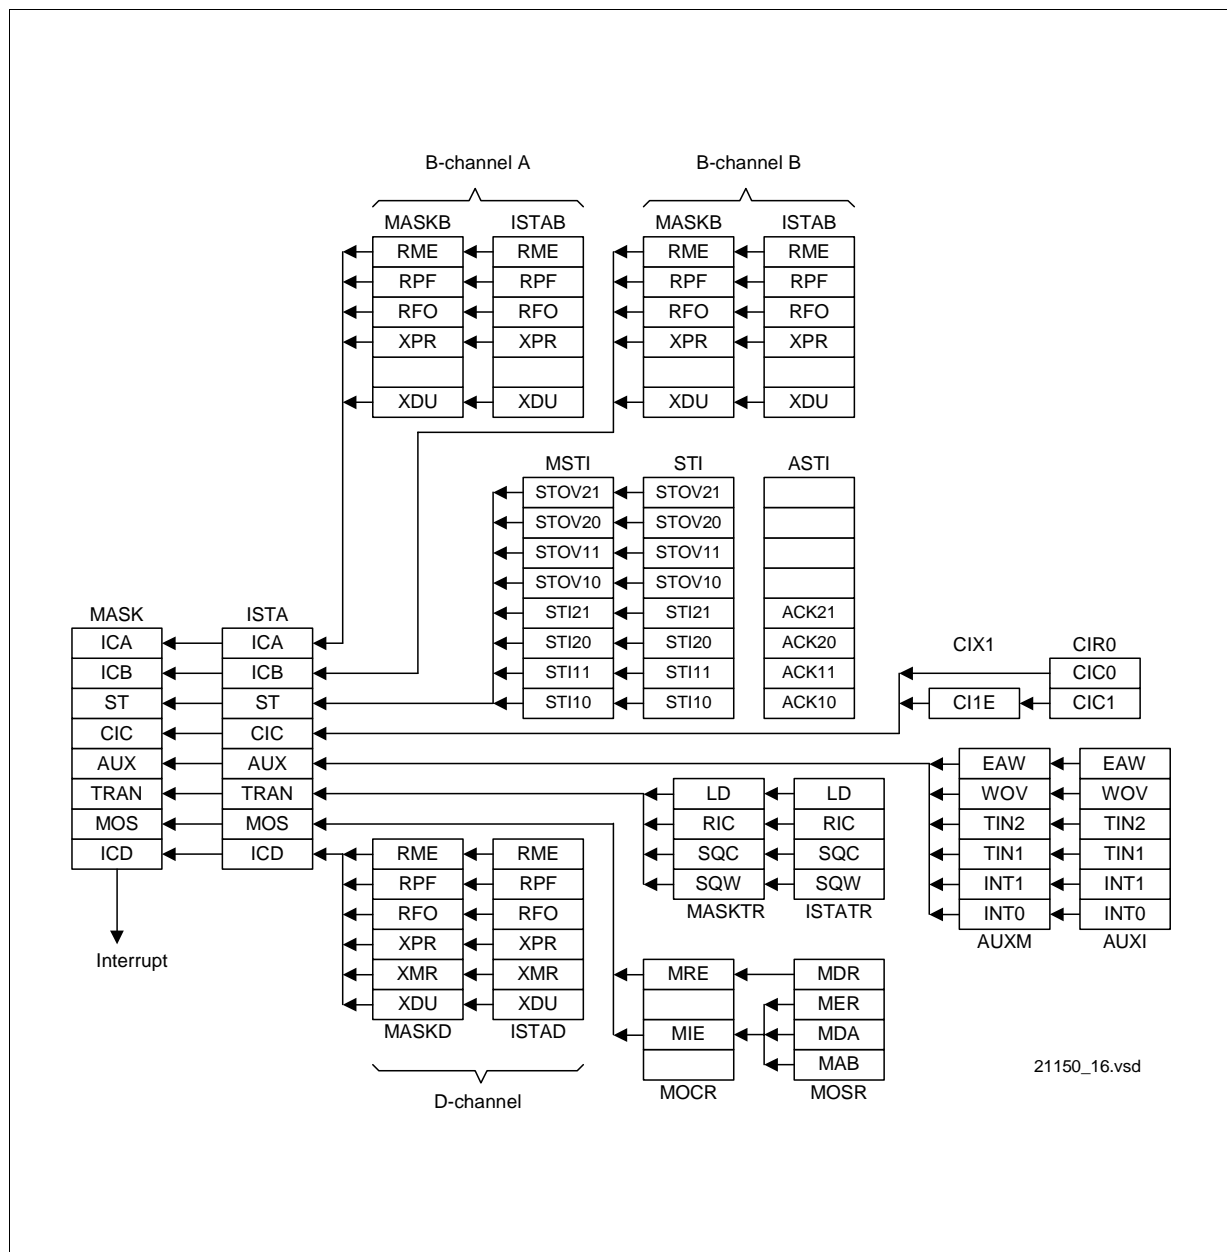 B-channel A B-channel B
MASKB ISTAB MASKB ISTAB
RME RME RME RME
RPF RPF RPF RPF
RFO RFO RFO RFO
XPR XPR XPR XPR
XDU XDU XDU XDU
MSTI STI ASTI
STOV21 STOV21
STOV20 STOV20
STOV11 STOV11
STOV10 STOV10
MASK ISTA STI21 STI21 ACK21
ICA ICA STI20 STI20 ACK20 CIX1 CIR0
ICB ICB STI11 STI11 ACK11 CIC0
ST ST STI10 STI10 ACK10 CI1E CIC1
CIC CIC
AUX AUX EAW EAW
TRAN TRAN LD LD WOV WOV
MOS MOS RIC RIC TIN2 TIN2
ICD ICD RME RME SQC SQC TIN1 TIN1
RPF RPF SQW SQW INT1 INT1
RFO RFO MASKTR ISTATR INT0 INT0
XPR XPR AUXM AUXI
Interrupt
XMR XMR MRE MDR
XDU XDU MER
MASKD ISTAD MIE MDA
MAB 21150_16.vsd
D-channel MOCR MOSR